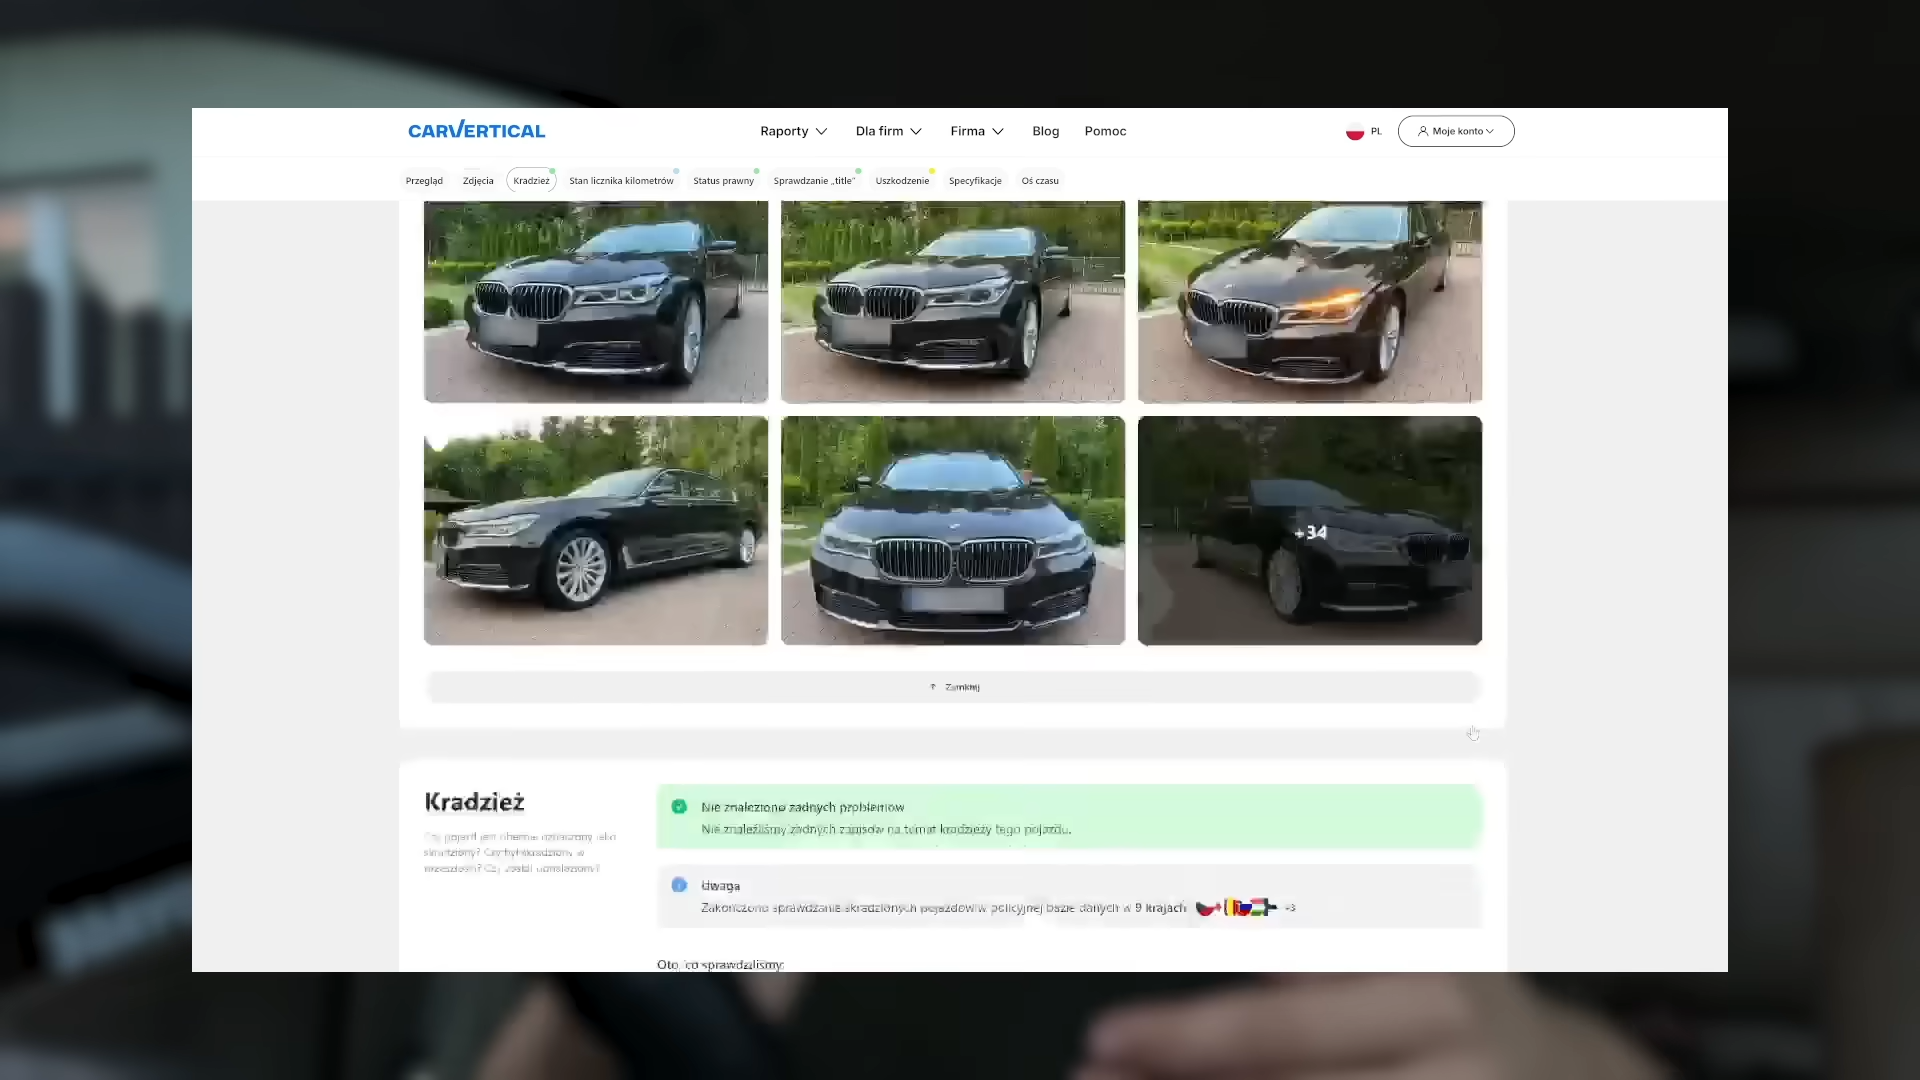 CARVERTICAL
Raporty
Dla firm
Firma
Blog
Pomoc
PL
Moje konto
Przegląd
Zdjęcia
Kradzież
Stan licznika kilometrów
Status prawny
Sprawdzanie „title”
Uszkodzenie
Specyfikacje
Oś czasu
+34
Zamknij
Kradzież
Nie znaleziono żadnych problemów
Nie znaleźliśmy żadnych zapisów na temat kradzieży tego pojazdu.
Uwaga
Zakończono sprawdzanie skradzionych pojazdów w policyjnej bazie danych w 9 krajach
+3
Oto, co sprawdziliśmy: